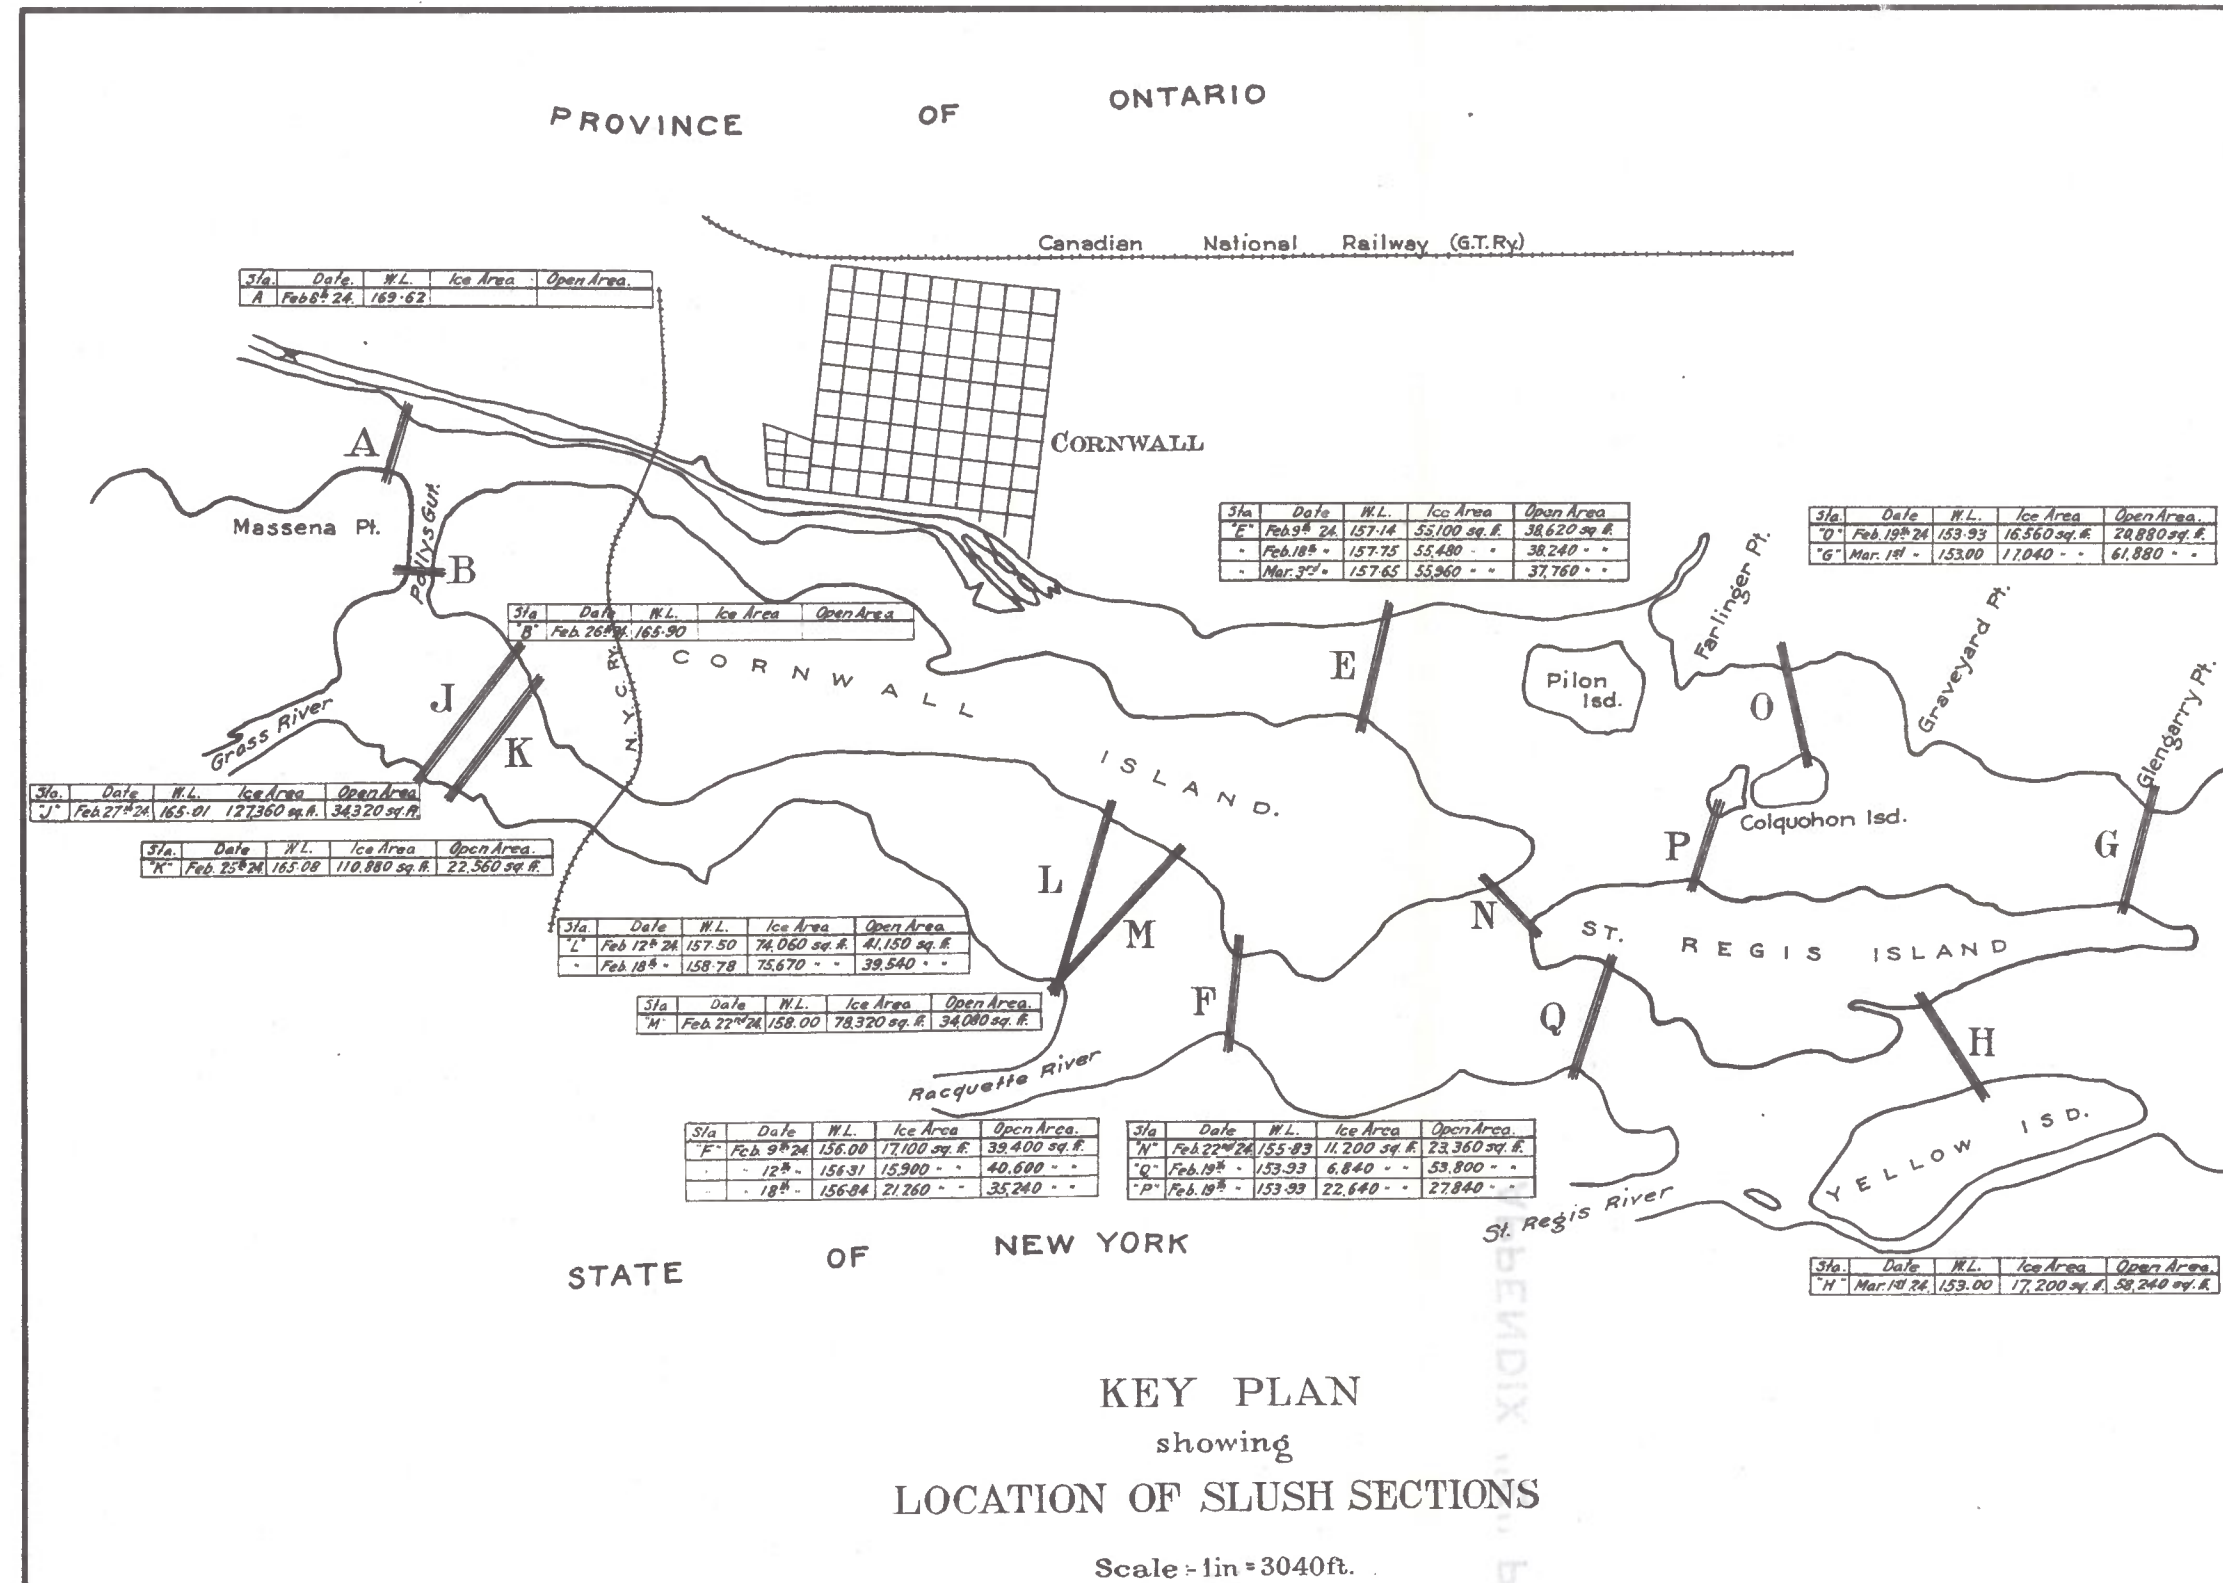 PROVINCE OF ONTARIO
Canadian National Railway (G.T.Ry.)
Sta. Date. W.L. Ice Area Open Area.
A Feb 8th 24. 169.62
CORNWALL
A
Massena Pt.
Pollys Gut.
B
Sta Date W.L. Ice Area Open Area
"E" Feb. 9th 24. 157.14 55,100 sq. ft. 38,620 sq. ft.
" Feb. 18th " 157.75 55,480 " " 38,240 " "
" Mar. 3rd " 157.65 55,960 " " 37,760 " "
Sta. Date W.L. Ice Area Open Area.
"O" Feb. 19th 24 153.93 16,560 sq. ft. 20,880 sq. ft.
"G" Mar. 1st " 153.00 17,040 " " 61,880 " "
Farlinger Pt.
Graveyard Pt.
Glengarry Pt.
Sta Date W.L. Ice Area Open Area
"B" Feb. 26th 24. 165.90
N.Y.C. RY.
CORNWALL ISLAND.
E
Pilon Isd.
O
J
K
Grass River
Colquohon Isd.
P
G
Sta. Date W.L. Ice Area Open Area
"J" Feb. 27th 24. 165.01 127,360 sq. ft. 34,320 sq. ft.
Sta. Date W.L. Ice Area Open Area.
"K" Feb. 25th 24. 165.08 110,880 sq. ft. 22,560 sq. ft.
L
M
N
ST. REGIS ISLAND
Sta. Date W.L. Ice Area Open Area
"L" Feb 12th 24 157.50 74,060 sq. ft. 41,150 sq. ft.
" Feb. 18th " 158.78 75,670 " " 39,540 " "
F
Q
H
Sta Date W.L. Ice Area Open Area.
"M" Feb. 22nd 24. 158.00 78,320 sq. ft. 34,080 sq. ft.
Racquette River
YELLOW ISD.
Sta Date W.L. Ice Area Open Area.
"F" Feb. 9th 24 156.00 17,100 sq. ft. 39,400 sq. ft.
" " 12th " 156.31 15,900 " " 40,600 " "
" " 18th " 156.84 21,260 " " 35,240 " "
Sta. Date W.L. Ice Area Open Area.
"N" Feb. 22nd 24 155.83 11,200 sq. ft. 23,360 sq. ft.
"Q" Feb. 19th " 153.93 6,840 " " 53,800 " "
"P" Feb. 19th " 153.93 22,640 " " 27,840 " "
St. Regis River
STATE OF NEW YORK
Sta. Date W.L. Ice Area Open Area.
"H" Mar. 1st 24. 153.00 17,200 sq. ft. 58,240 sq. ft.
KEY PLAN
showing
LOCATION OF SLUSH SECTIONS
Scale :- 1in = 3040ft.